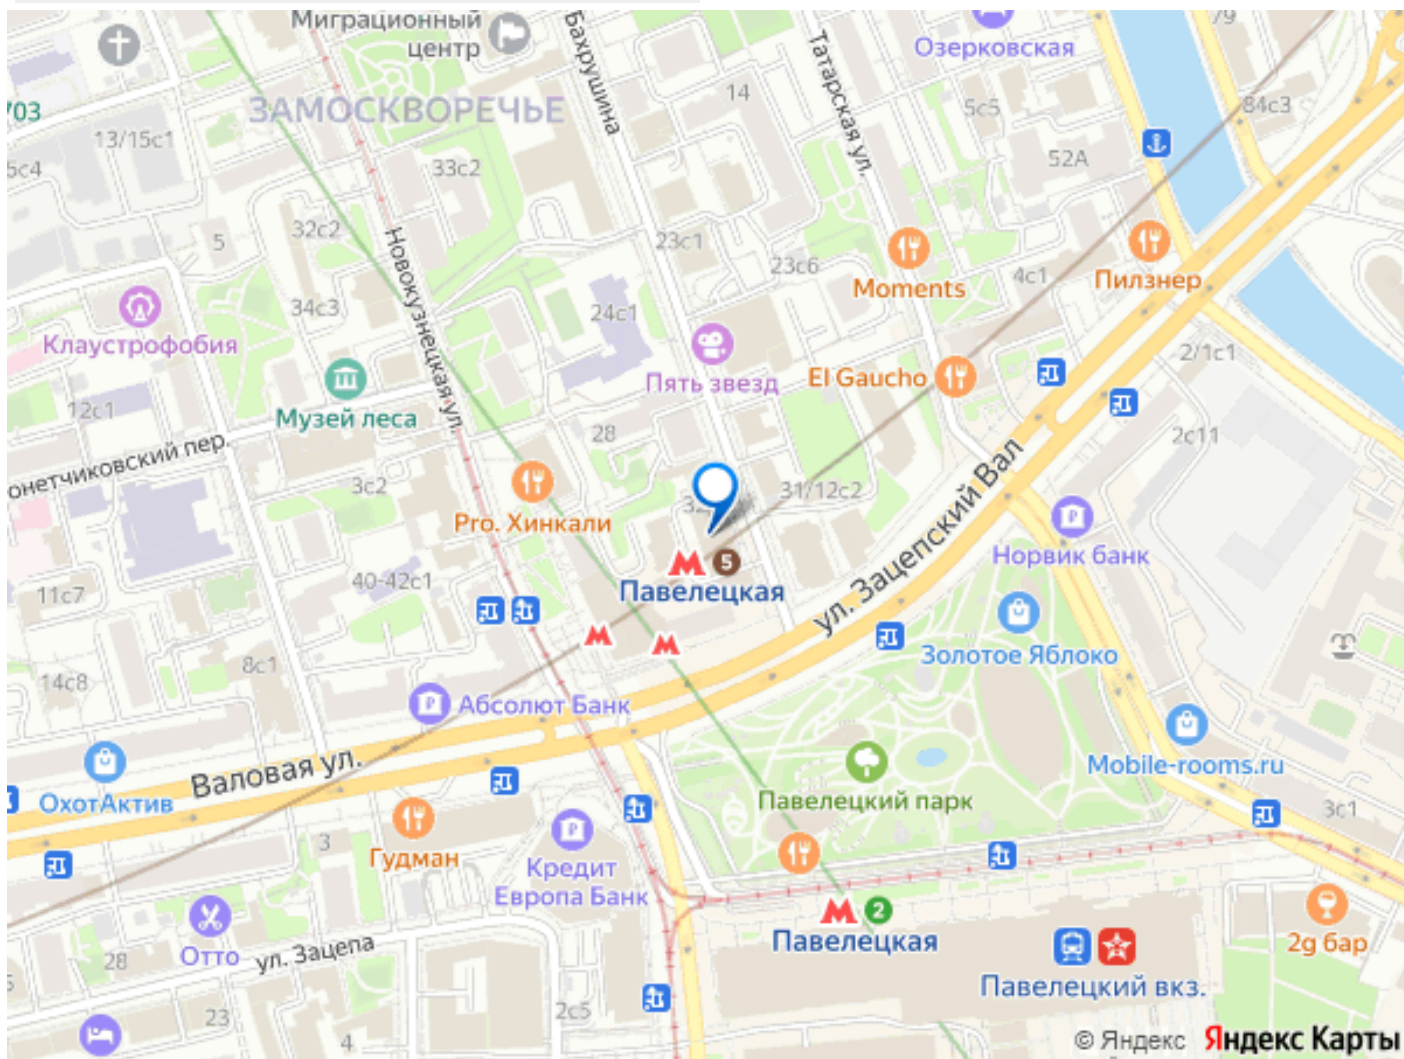 Миграционный
центр
Бахрушина
Татарская ул.
Озерковская
79
703
ЗАМОСКВОРЕЧЬЕ
14
5с5
84с3
13/15с1
5с4
33с2
52А
5
32с2
Новокузнецкая ул.
23с1
23с6
Moments
4с1
Пилзнер
34с3
24с1
Клаустрофобия
2/1с1
Пять звезд
El Gaucho
12с1
Музей леса
28
2с11
онетчиковский пер.
3с2
31/12с2
Pro. Хинкали
ул. Зацепский Вал
Норвик банк
5
Павелецкая
40-42с1
11с7
8с1
14с8
Золотое Яблоко
Абсолют Банк
Валовая ул.
ОхотАктив
Mobile-rooms.ru
Павелецкий парк
3с1
3
Гудман
Кредит
Европа Банк
2
Павелецкая
Отто
ул. Зацепа
28
2g бар
Павелецкий вкз.
23
4
2с5
© Яндекс Яндекс Карты